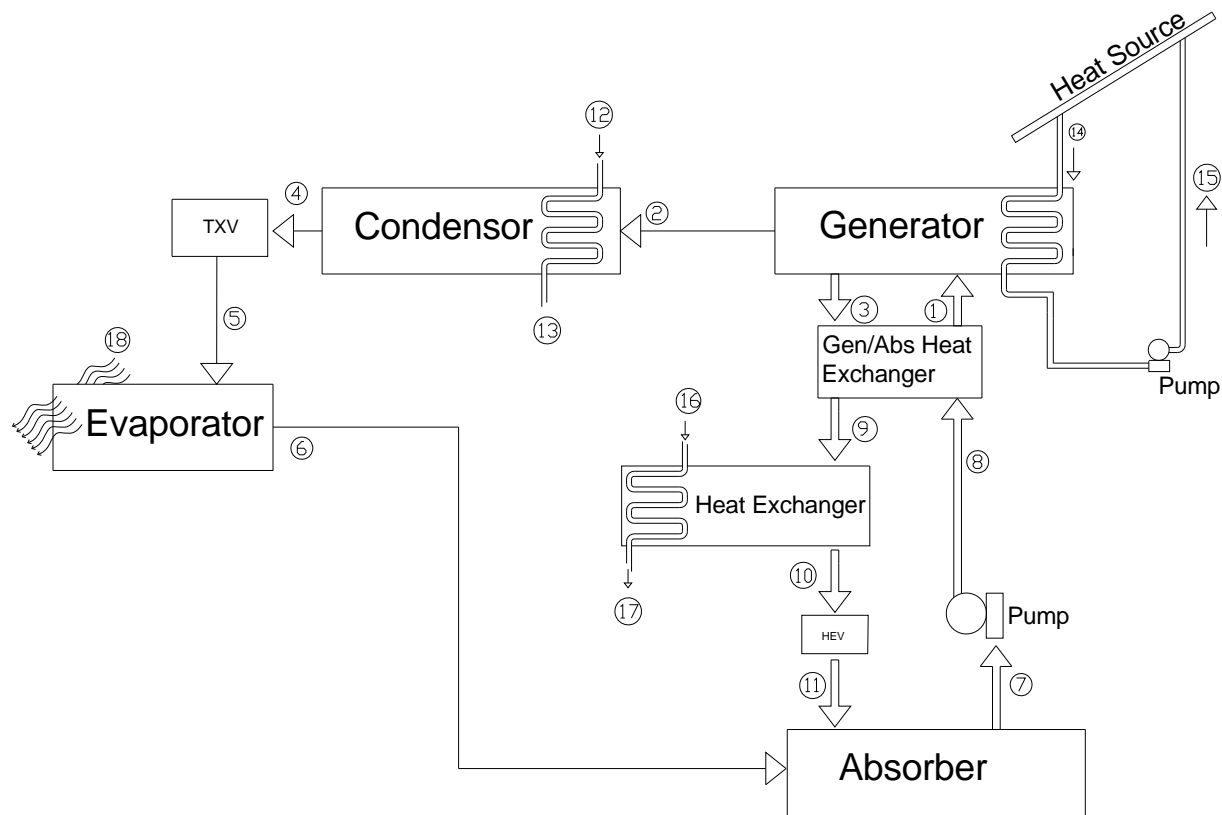 Heat Source
12
14
15
4
TXV
Condensor
2
Generator
13
3
1
5
18
Gen/Abs Heat
Exchanger
Pump
Evaporator
6
16
9
8
Heat Exchanger
17
10
Pump
HEV
11
7
Absorber